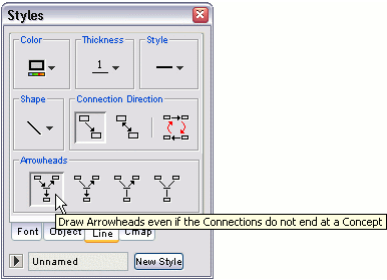 Styles
Color Thickness Style
1
Shape Connection Direction
Arrowheads
Draw Arrowheads even if the Connections do not end at a Concept
Font Object Line Cmap
Unnamed New Style